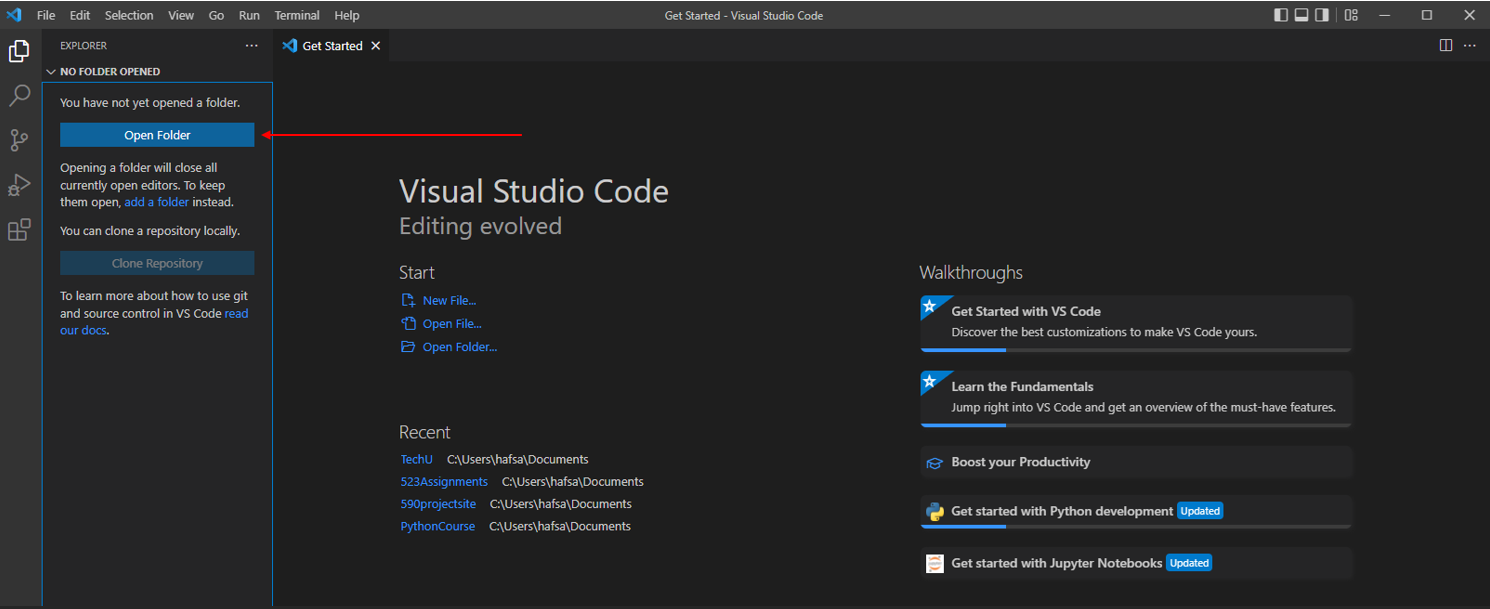 File Edit Selection View Go Run Terminal Help
Get Started - Visual Studio Code
EXPLORER
Get Started
NO FOLDER OPENED
You have not yet opened a folder.
Open Folder
Opening a folder will close all
currently open editors. To keep
them open, add a folder instead.
You can clone a repository locally.
Clone Repository
To learn more about how to use git
and source control in VS Code read
our docs.
Visual Studio Code
Editing evolved
Start
New File...
Open File...
Open Folder...
Recent
TechU C:\Users\hafsa\Documents
523Assignments C:\Users\hafsa\Documents
590projectsite C:\Users\hafsa\Documents
PythonCourse C:\Users\hafsa\Documents
Walkthroughs
Get Started with VS Code
Discover the best customizations to make VS Code yours.
Learn the Fundamentals
Jump right into VS Code and get an overview of the must-have features.
Boost your Productivity
Get started with Python development Updated
Get started with Jupyter Notebooks Updated